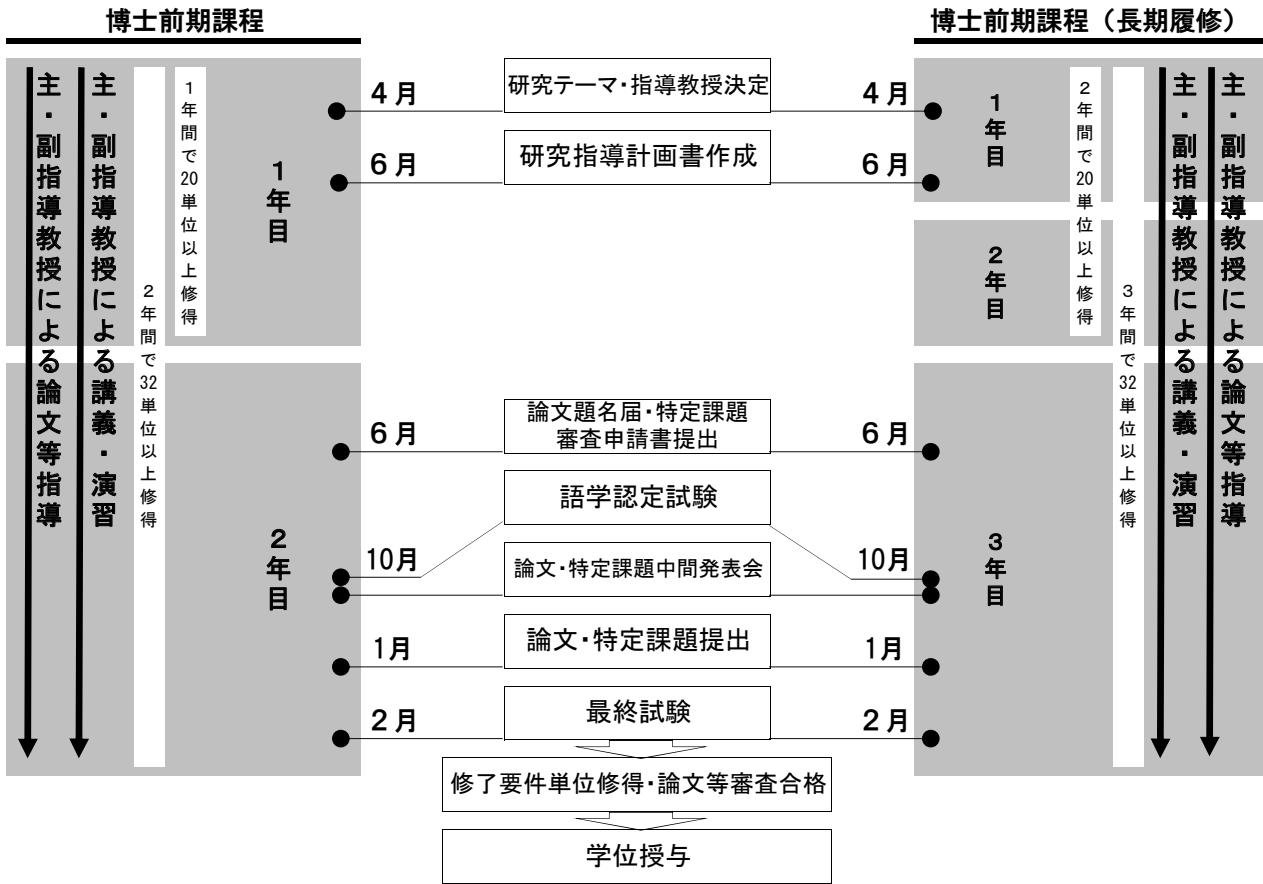 博士前期課程
博士前期課程（長期履修）
主・副指導教授による論文等指導
主・副指導教授による講義・演習
2年間で32単位以上修得
1年間で20単位以上修得
1年目
2年目
4月
研究テーマ・指導教授決定
4月
6月
研究指導計画書作成
6月
6月
論文題名届・特定課題
審査申請書提出
6月
語学認定試験
10月
論文・特定課題中間発表会
10月
1月
論文・特定課題提出
1月
2月
最終試験
2月
修了要件単位修得・論文等審査合格
学位授与
1年目
2年目
3年目
2年間で20単位以上修得
3年間で32単位以上修得
主・副指導教授による講義・演習
主・副指導教授による論文等指導